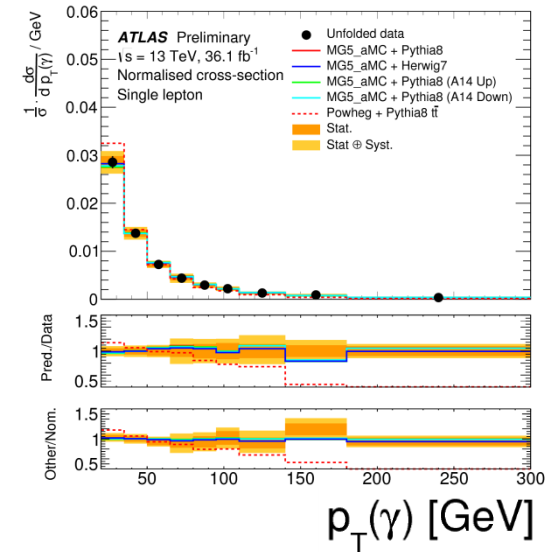 0.06
0.05
0.04
0.03
0.02
0.01
0
1/σ · dσ/d p_T(γ) / GeV
ATLAS Preliminary
√s = 13 TeV, 36.1 fb⁻¹
Normalised cross-section
Single lepton
Unfolded data
MG5_aMC + Pythia8
MG5_aMC + Herwig7
MG5_aMC + Pythia8 (A14 Up)
MG5_aMC + Pythia8 (A14 Down)
Powheg + Pythia8 tt̄
Stat.
Stat ⊕ Syst.
1.5
1
0.5
Pred./Data
1.5
1
0.5
Other/Nom.
50 100 150 200 250 300
p_T(γ) [GeV]